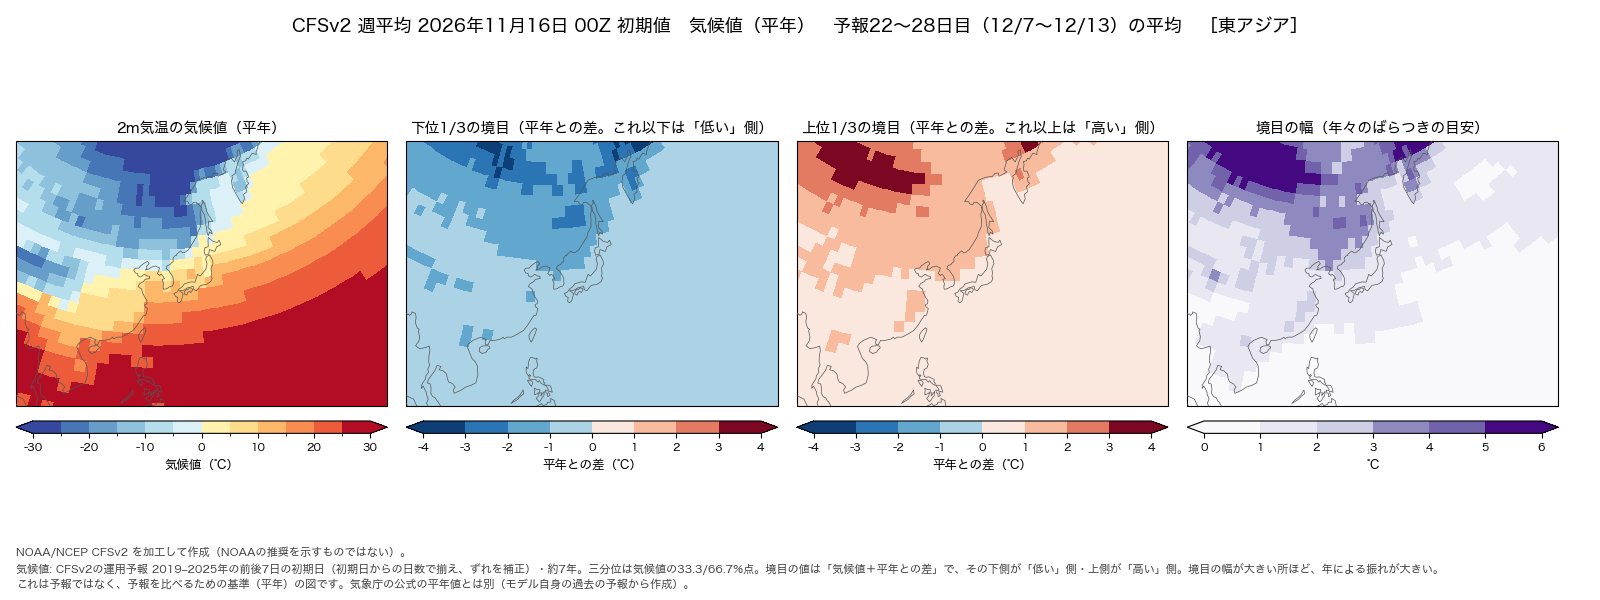 CFSv2 週平均 2026年11月16日 00Z 初期値　気候値（平年）　予報22～28日目（12/7～12/13）の平均　［東アジア］
2m気温の気候値（平年）
下位1/3の境目（平年との差。これ以下は「低い」側）
上位1/3の境目（平年との差。これ以上は「高い」側）
境目の幅（年々のばらつきの目安）
-30 -20 -10 0 10 20 30
気候値（℃）
-4 -3 -2 -1 0 1 2 3 4
平年との差（℃）
-4 -3 -2 -1 0 1 2 3 4
平年との差（℃）
0 1 2 3 4 5 6
℃
NOAA/NCEP CFSv2 を加工して作成（NOAAの推奨を示すものではない）。
気候値: CFSv2の運用予報 2019–2025年の前後7日の初期日（初期日からの日数で揃え、ずれを補正）・約7年。三分位は気候値の33.3/66.7%点。境目の値は「気候値＋平年との差」で、その下側が「低い」側・上側が「高い」側。境目の幅が大きい所ほど、年による振れが大きい。
これは予報ではなく、予報を比べるための基準（平年）の図です。気象庁の公式の平年値とは別（モデル自身の過去の予報から作成）。